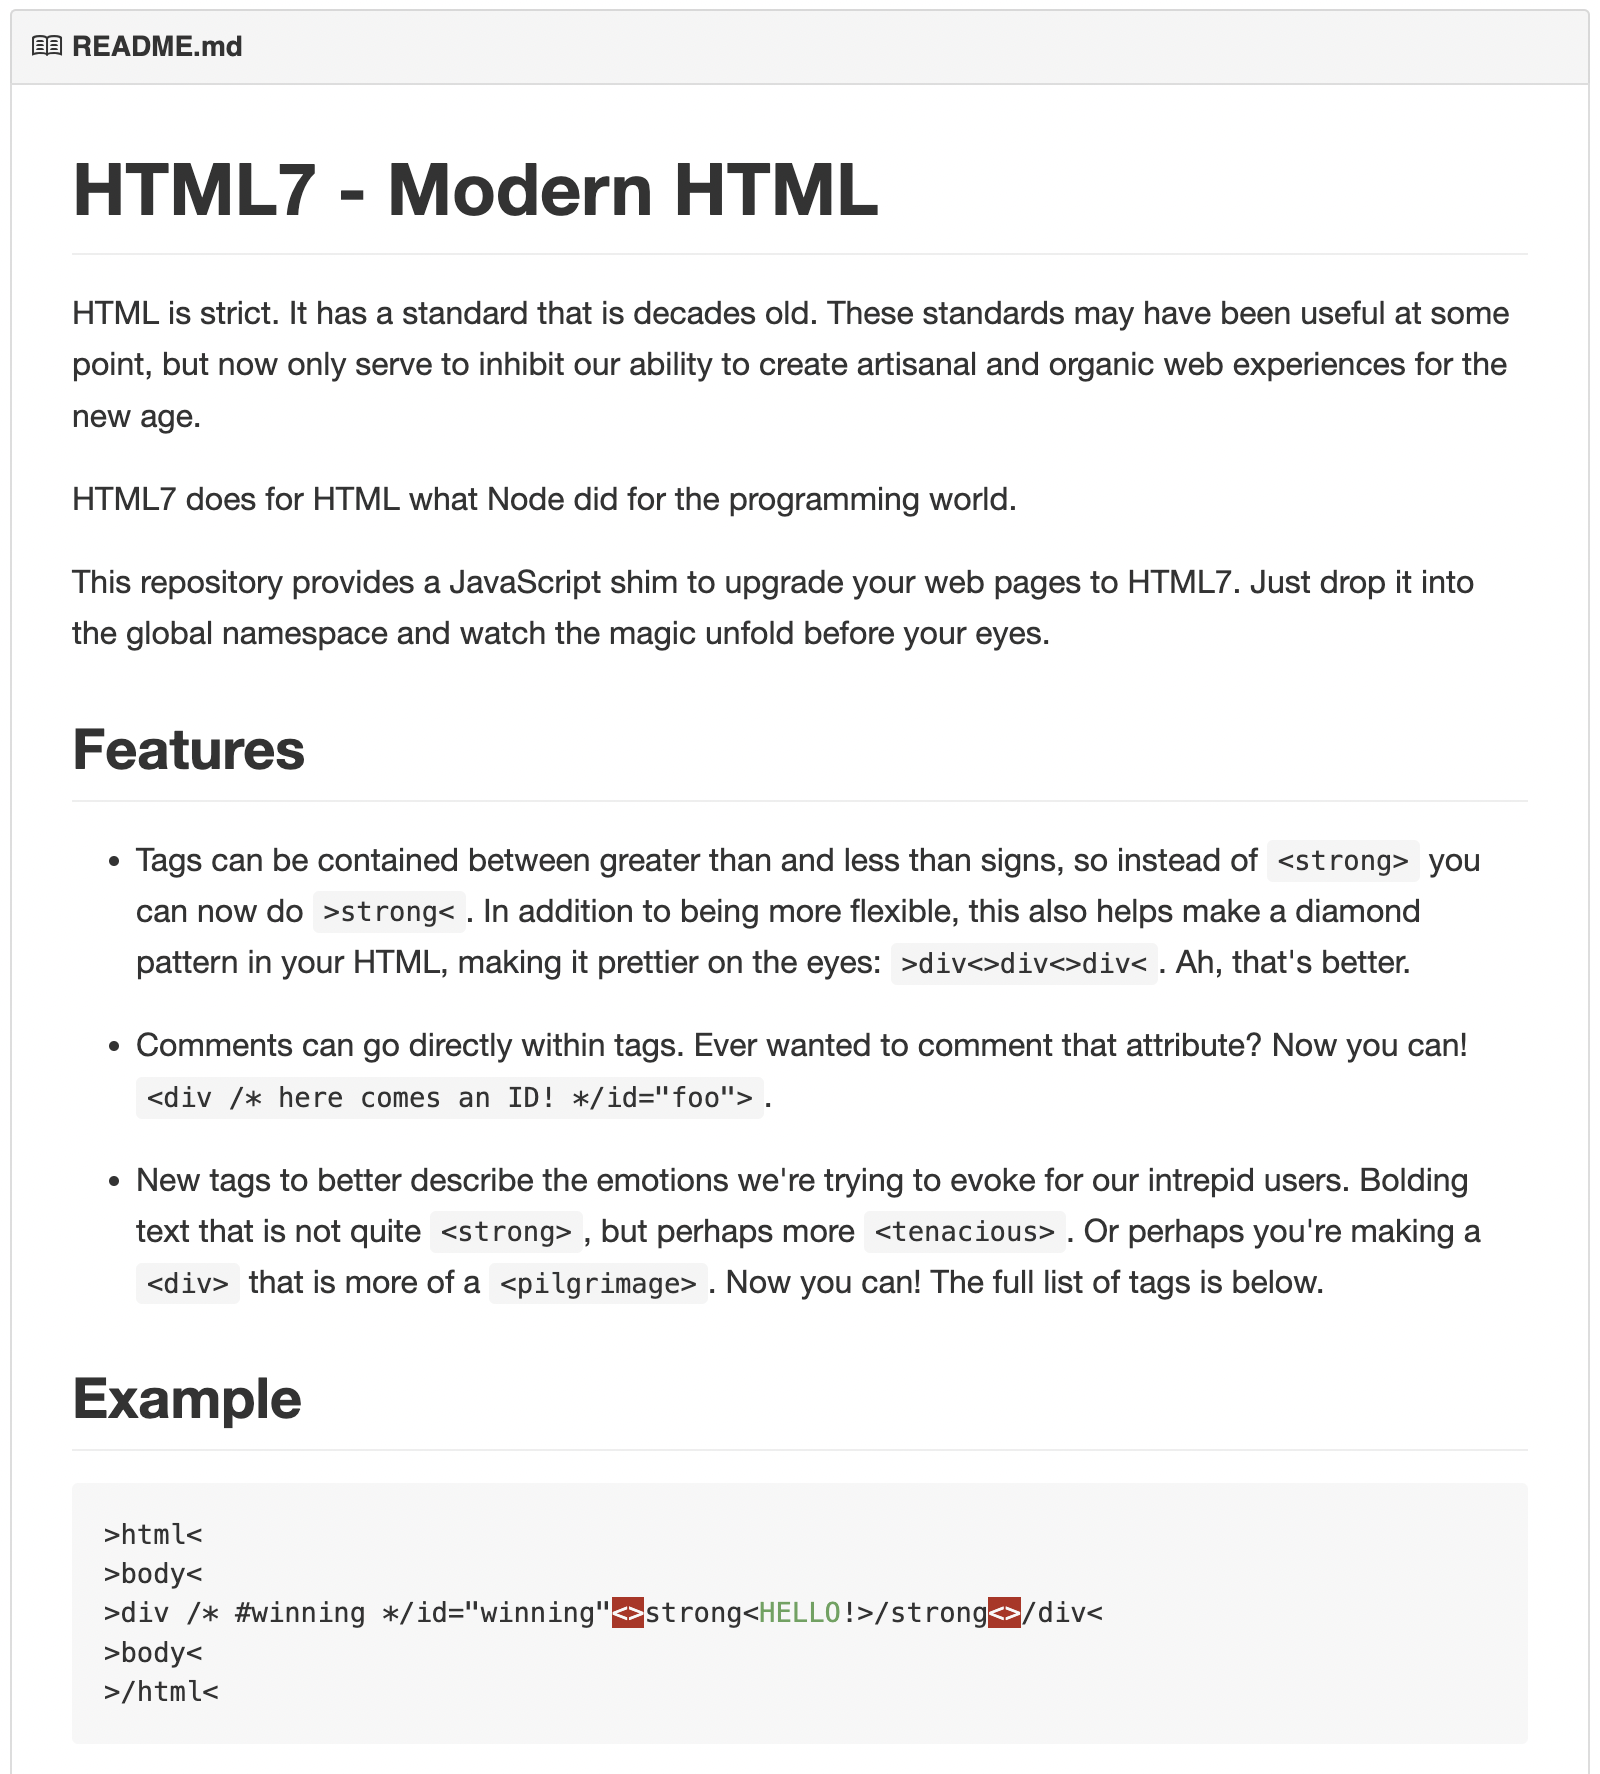 README.md
HTML7 - Modern HTML
HTML is strict. It has a standard that is decades old. These standards may have been useful at some
point, but now only serve to inhibit our ability to create artisanal and organic web experiences for the
new age.
HTML7 does for HTML what Node did for the programming world.
This repository provides a JavaScript shim to upgrade your web pages to HTML7. Just drop it into
the global namespace and watch the magic unfold before your eyes.
Features
• Tags can be contained between greater than and less than signs, so instead of <strong> you
can now do >strong<. In addition to being more flexible, this also helps make a diamond
pattern in your HTML, making it prettier on the eyes: >div<>div<>div<. Ah, that's better.
• Comments can go directly within tags. Ever wanted to comment that attribute? Now you can!
<div /* here comes an ID! */id="foo">.
• New tags to better describe the emotions we're trying to evoke for our intrepid users. Bolding
text that is not quite <strong>, but perhaps more <tenacious>. Or perhaps you're making a
<div> that is more of a <pilgrimage>. Now you can! The full list of tags is below.
Example
>html<
>body<
>div /* #winning */id="winning"<>strong<HELLO!>/strong<>/div<
>body<
>/html<